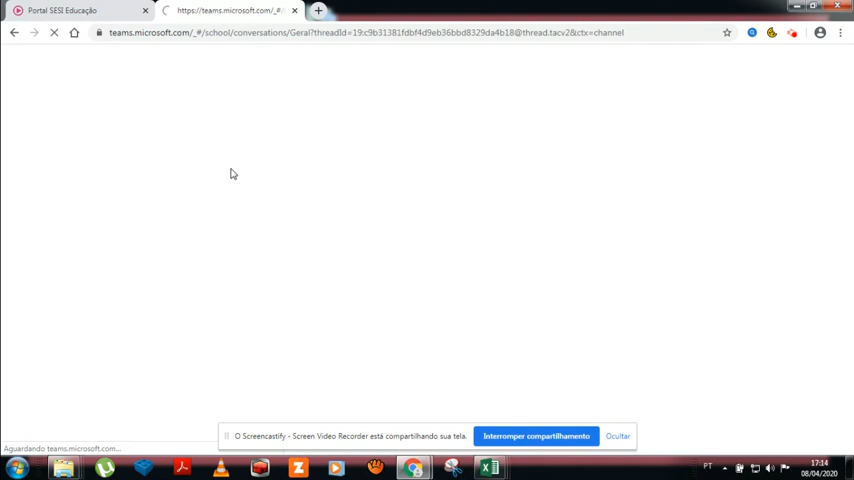 Portal SESI Educação
https://teams.microsoft.com/_#/
teams.microsoft.com/_#/school/conversations/Geral?threadId=19:c9b31381fdbf4d9eb36bbd8329da4b18@thread.tacv2&ctx=channel
O Screencastify - Screen Video Recorder está compartilhando sua tela.
Interromper compartilhamento
Ocultar
Aguardando teams.microsoft.com...
PT
17:14
08/04/2020